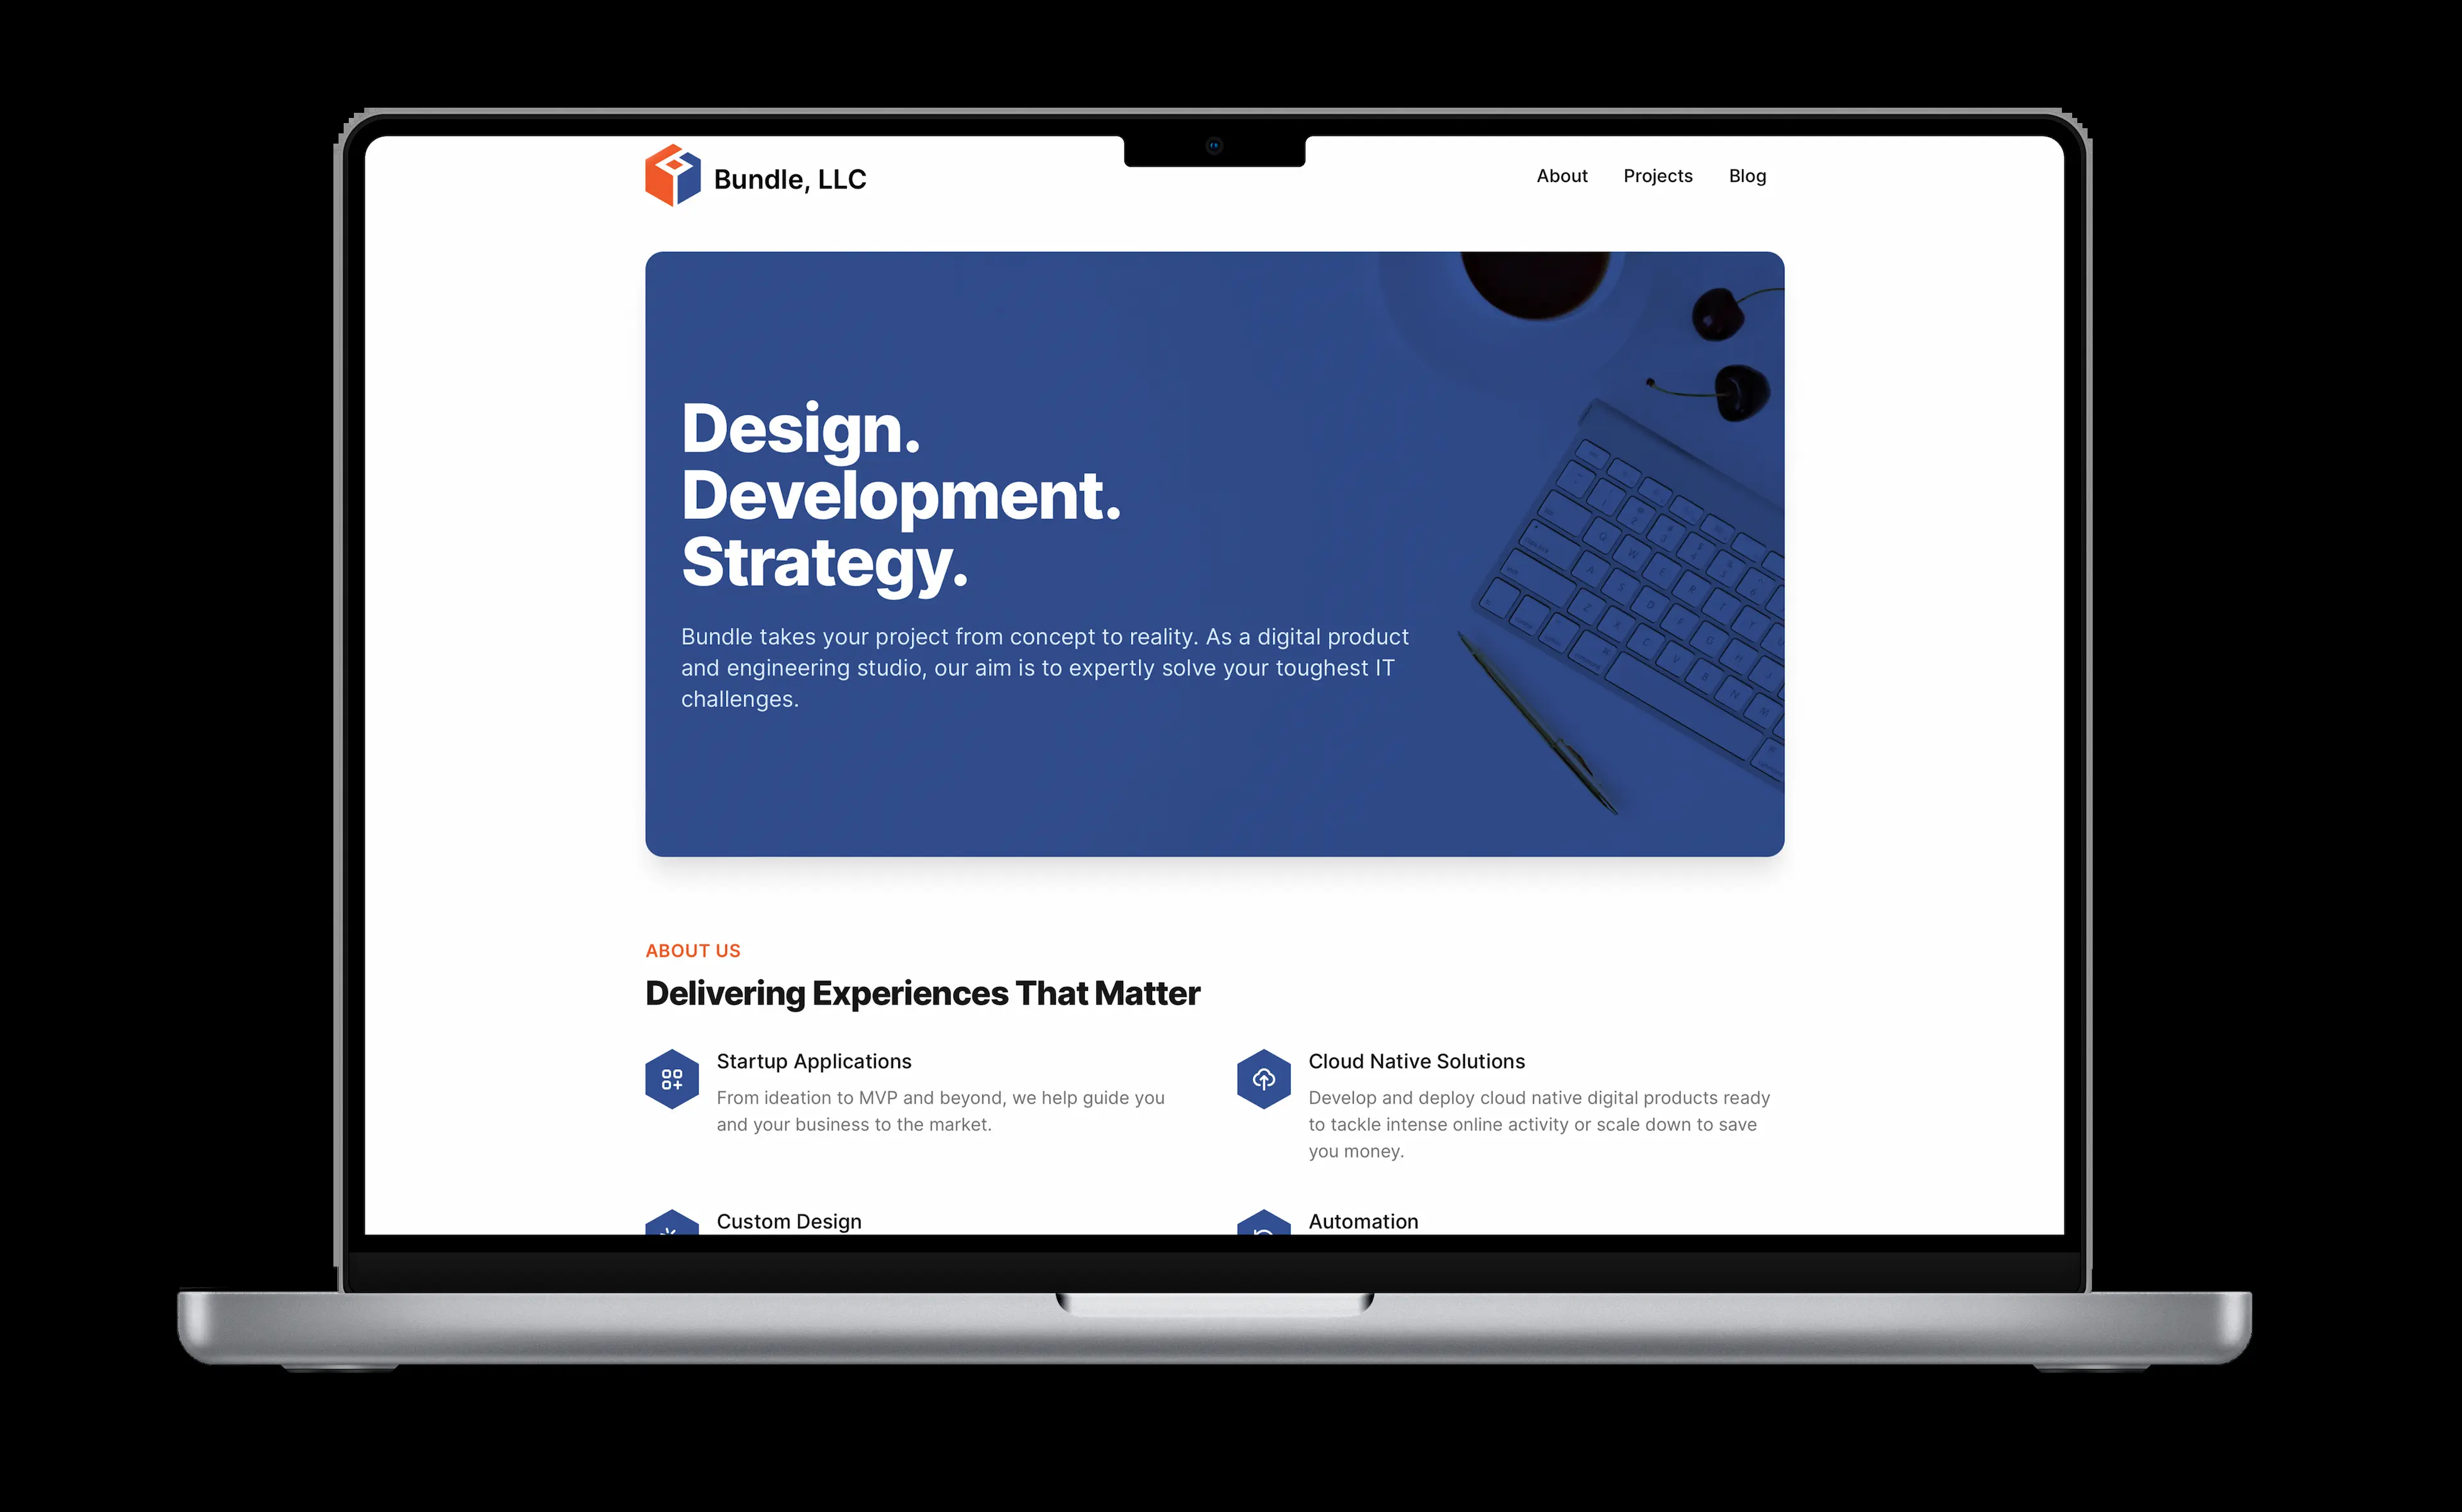 Bundle, LLC
About Projects Blog
Design.
Development.
Strategy.
Bundle takes your project from concept to reality. As a digital product
and engineering studio, our aim is to expertly solve your toughest IT
challenges.
ABOUT US
Delivering Experiences That Matter
Startup Applications
From ideation to MVP and beyond, we help guide you
and your business to the market.
Cloud Native Solutions
Develop and deploy cloud native digital products ready
to tackle intense online activity or scale down to save
you money.
Custom Design
Automation